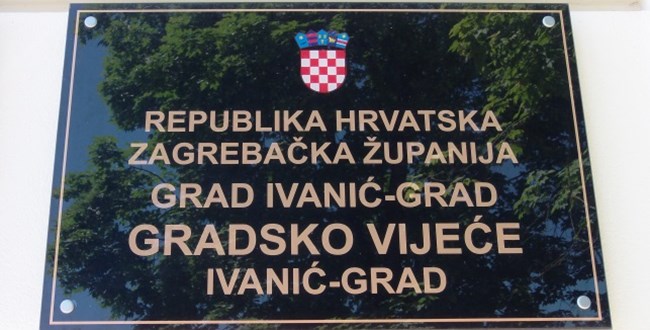 REPUBLIKA HRVATSKA
ZAGREBAČKA ŽUPANIJA
GRAD IVANIĆ-GRAD
GRADSKO VIJEĆE
IVANIĆ-GRAD